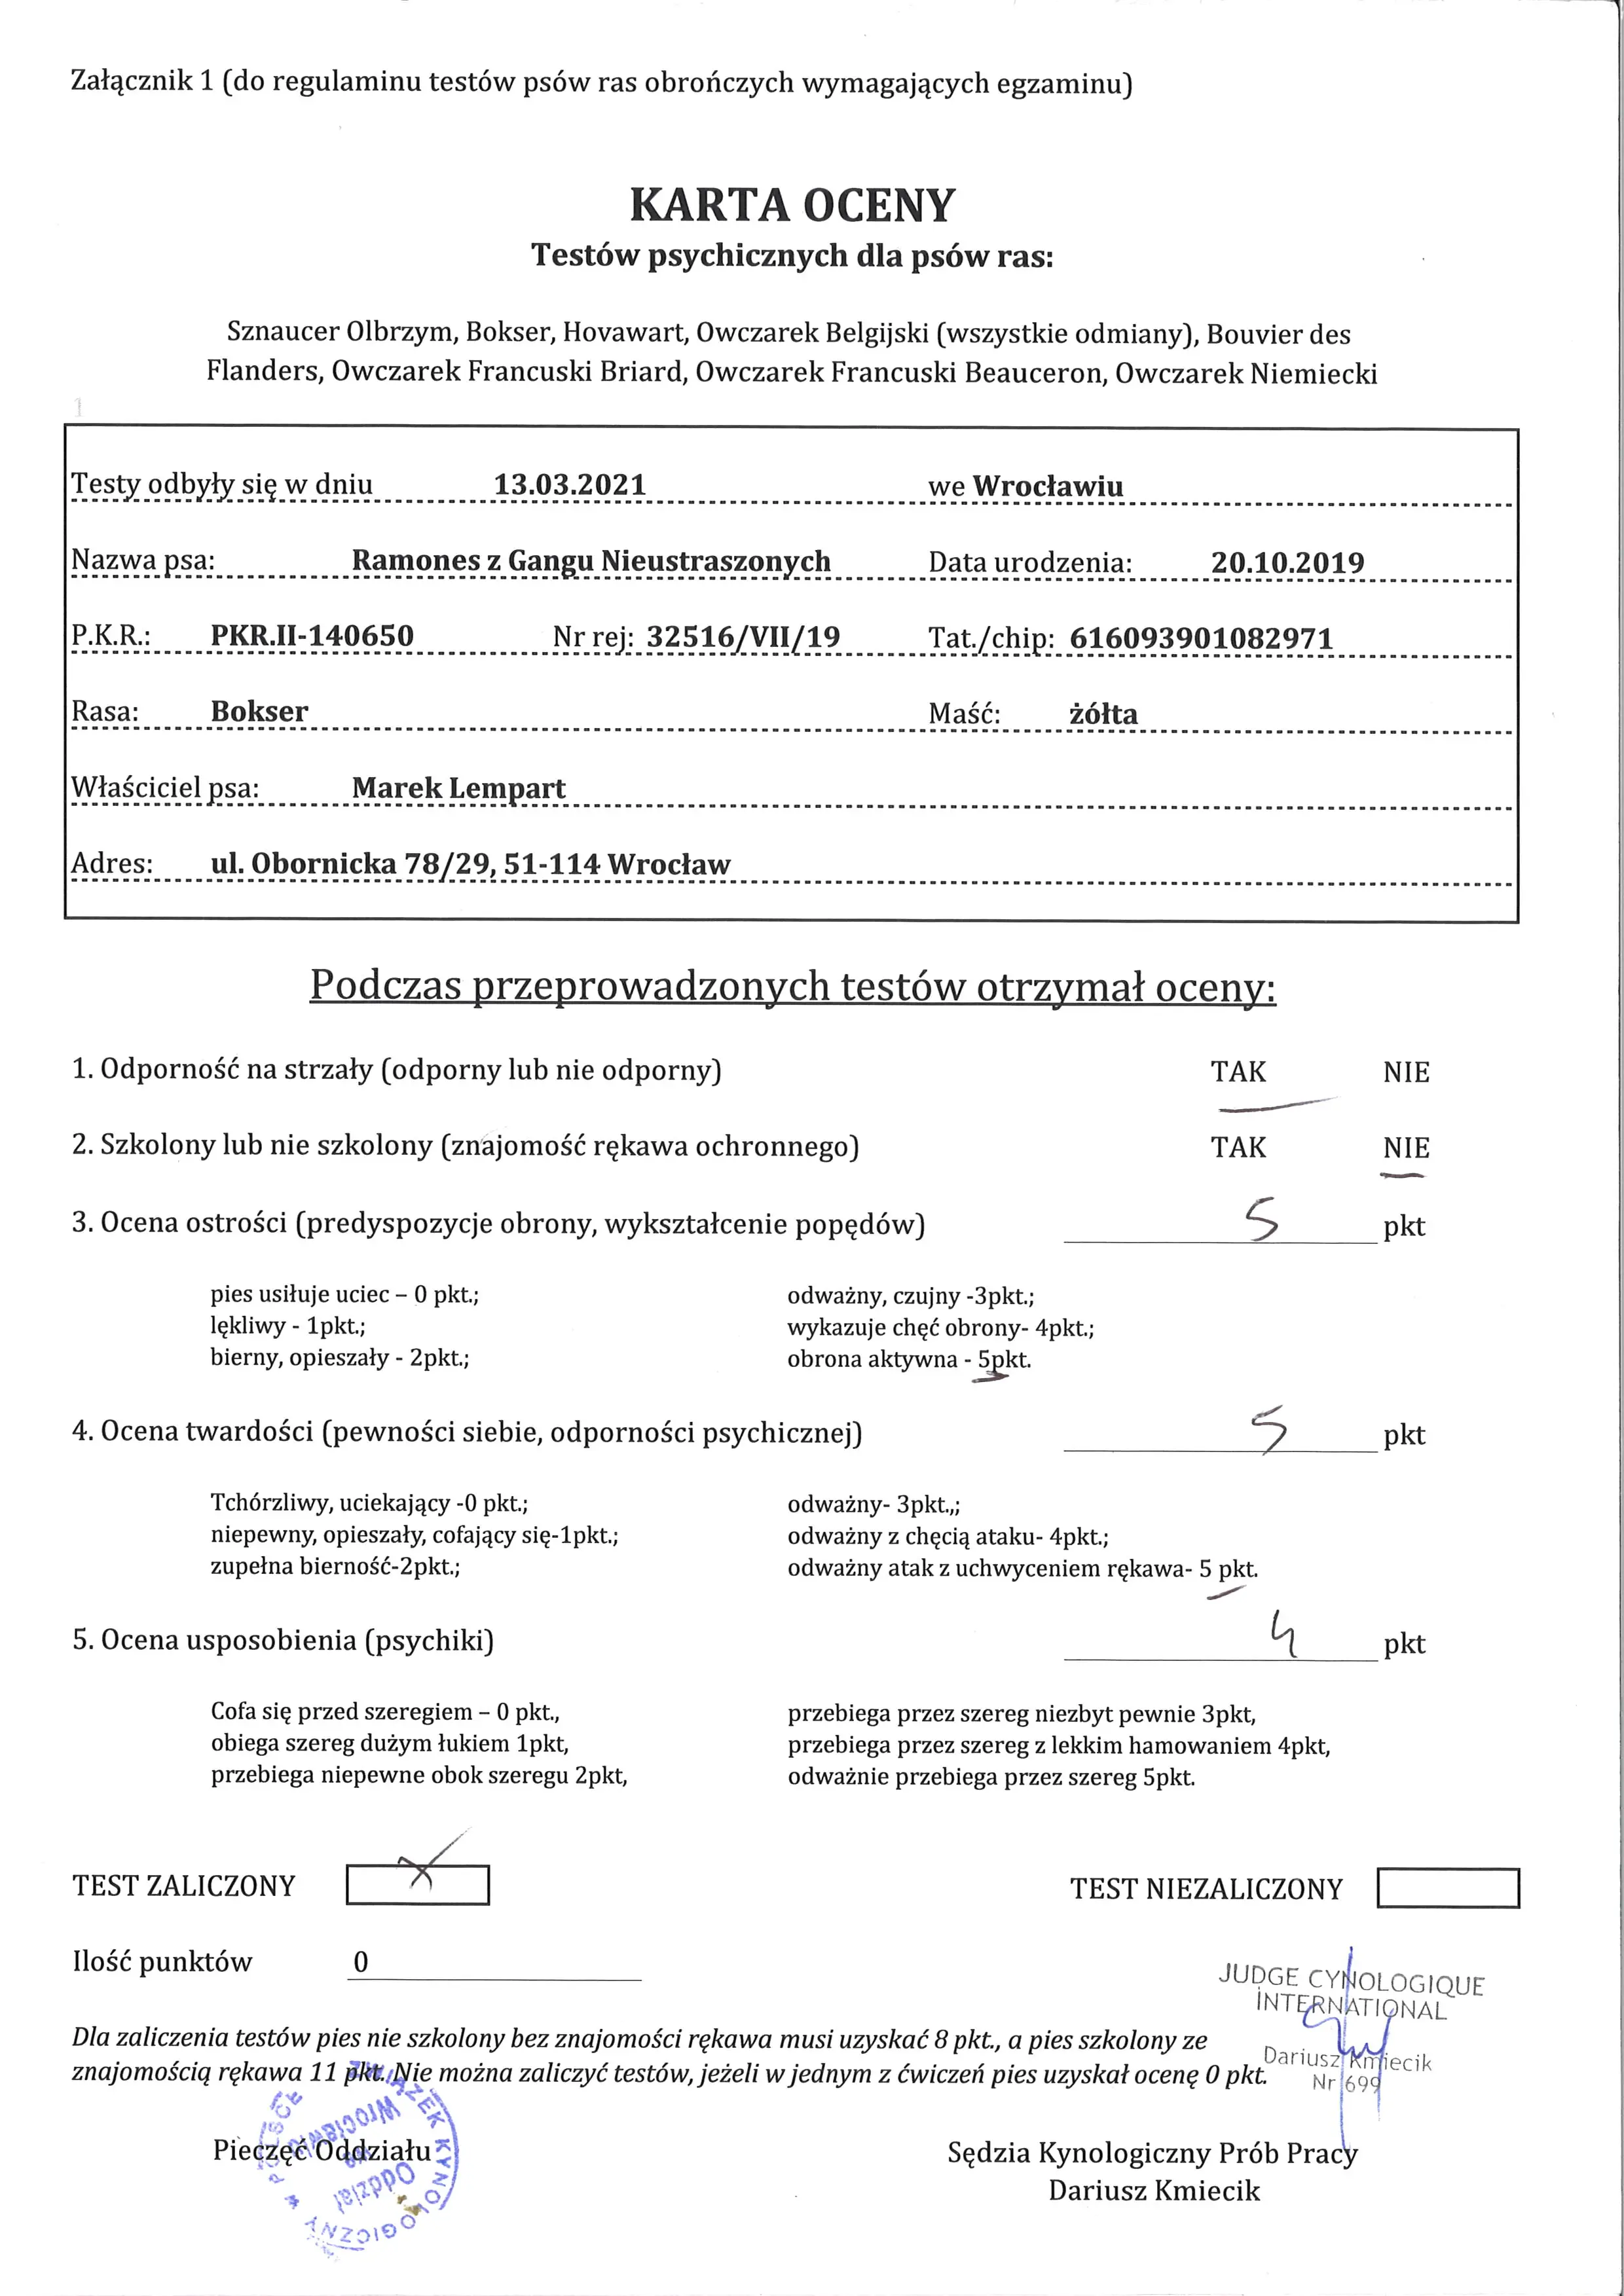 Załącznik 1 (do regulaminu testów psów ras obrończych wymagających egzaminu)
KARTA OCENY
Testów psychicznych dla psów ras:
Sznaucer Olbrzym, Bokser, Hovawart, Owczarek Belgijski (wszystkie odmiany), Bouvier des
Flanders, Owczarek Francuski Briard, Owczarek Francuski Beauceron, Owczarek Niemiecki
1
Testy odbyły się w dniu 13.03.2021 we Wrocławiu
Nazwa psa: Ramones z Gangu Nieustraszonych Data urodzenia: 20.10.2019
P.K.R.: PKR.II-140650 Nr rej: 32516/VII/19 Tat./chip: 616093901082971
Rasa: Bokser Maść: żółta
Właściciel psa: Marek Lempart
Adres: ul. Obornicka 78/29, 51-114 Wrocław
Podczas przeprowadzonych testów otrzymał oceny:
1. Odporność na strzały (odporny lub nie odporny) TAK NIE
2. Szkolony lub nie szkolony (znajomość rękawa ochronnego) TAK NIE
3. Ocena ostrości (predyspozycje obrony, wykształcenie popędów) 5 pkt
pies usiłuje uciec – 0 pkt.; odważny, czujny -3pkt.;
lękliwy - 1pkt.; wykazuje chęć obrony- 4pkt.;
bierny, opieszały - 2pkt.; obrona aktywna - 5pkt.
4. Ocena twardości (pewności siebie, odporności psychicznej) 5 pkt
Tchórzliwy, uciekający -0 pkt.; odważny- 3pkt.,;
niepewny, opieszały, cofający się-1pkt.; odważny z chęcią ataku- 4pkt.;
zupełna bierność-2pkt.; odważny atak z uchwyceniem rękawa- 5 pkt.
5. Ocena usposobienia (psychiki) 4 pkt
Cofa się przed szeregiem – 0 pkt., przebiega przez szereg niezbyt pewnie 3pkt,
obiega szereg dużym łukiem 1pkt, przebiega przez szereg z lekkim hamowaniem 4pkt,
przebiega niepewne obok szeregu 2pkt, odważnie przebiega przez szereg 5pkt.
TEST ZALICZONY X TEST NIEZALICZONY
Ilość punktów 0
JUDGE CYNOLOGIQUE
INTERNATIONAL
Dariusz Kmiecik
Nr 699
Dla zaliczenia testów pies nie szkolony bez znajomości rękawa musi uzyskać 8 pkt., a pies szkolony ze
znajomością rękawa 11 pkt. Nie można zaliczyć testów, jeżeli w jednym z ćwiczeń pies uzyskał ocenę 0 pkt.
ZWIĄZEK KYNOLOGICZNY * W POLSCE
Oddział
we
Wrocławiu
Pieczęć Oddziału Sędzia Kynologiczny Prób Pracy
Dariusz Kmiecik